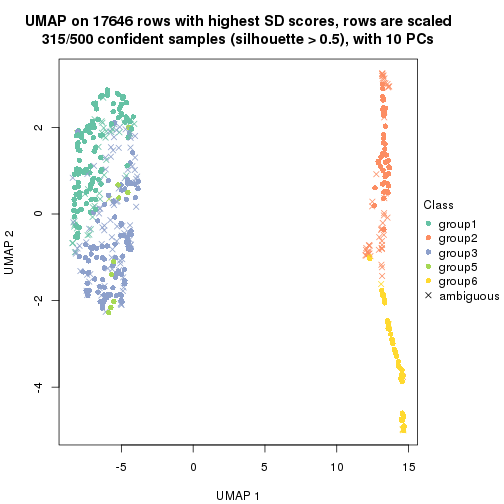 UMAP on 17646 rows with highest SD scores, rows are scaled
315/500 confident samples (silhouette > 0.5), with 10 PCs
2
0
-2
-4
UMAP 2
-5
0
5
10
15
UMAP 1
Class
group1
group2
group3
group5
group6
ambiguous